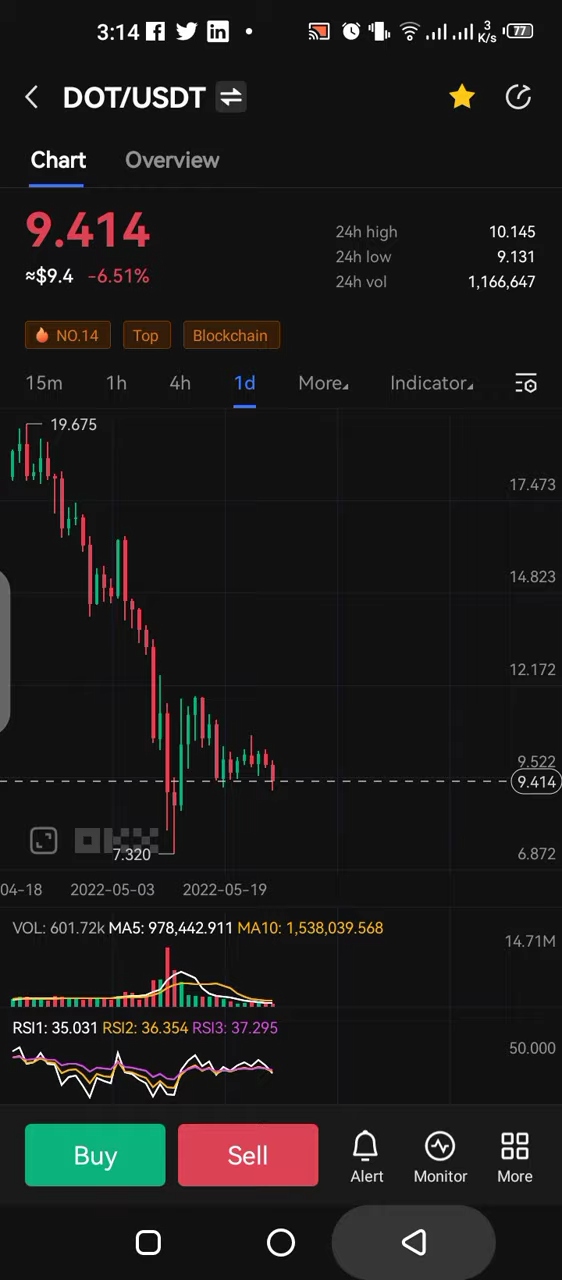 3:14
3 K/s 77
DOT/USDT
Chart Overview
9.414
≈$9.4 -6.51%
24h high 10.145
24h low 9.131
24h vol 1,166,647
NO.14 Top Blockchain
15m 1h 4h 1d More Indicator
19.675
17.473
14.823
12.172
9.522
9.414
7.320
6.872
04-18 2022-05-03 2022-05-19
VOL: 601.72k MA5: 978,442.911 MA10: 1,538,039.568
14.71M
RSI1: 35.031 RSI2: 36.354 RSI3: 37.295
50.000
Buy Sell Alert Monitor More